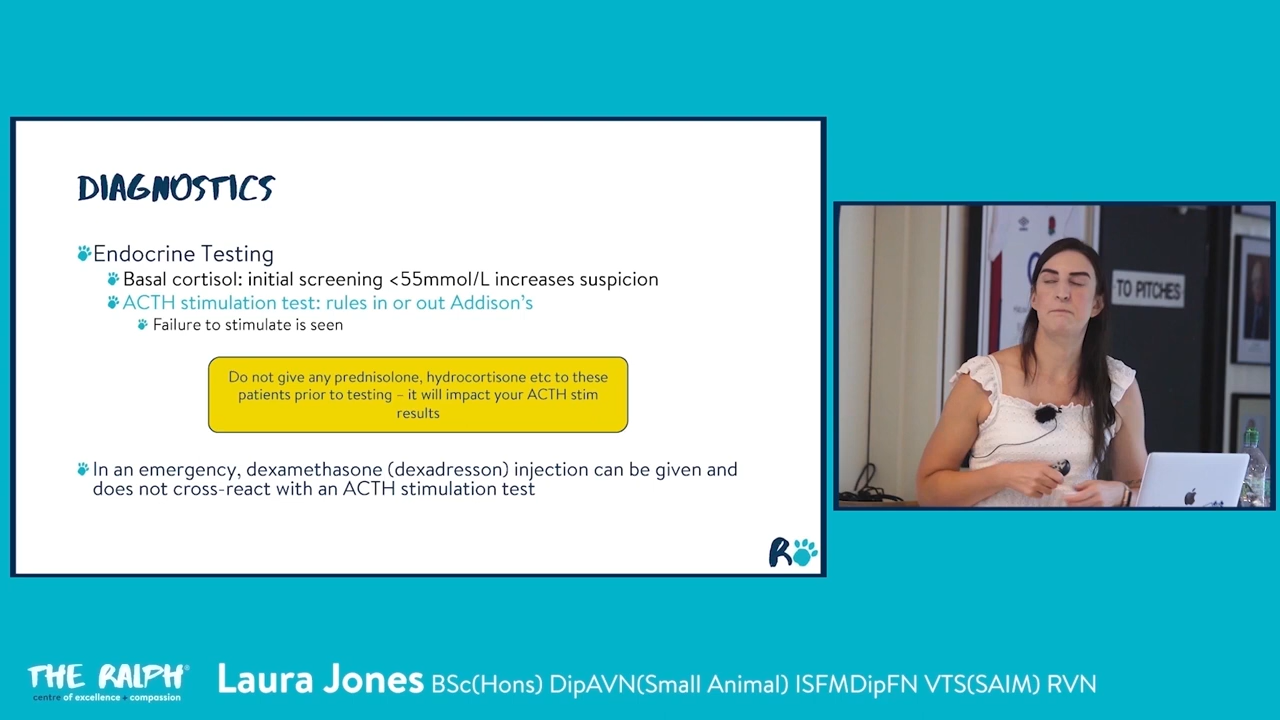 DIAGNOSTICS
Endocrine Testing
Basal cortisol: initial screening <55mmol/L increases suspicion
ACTH stimulation test: rules in or out Addison's
Failure to stimulate is seen
Do not give any prednisolone, hydrocortisone etc to these
patients prior to testing – it will impact your ACTH stim
results
In an emergency, dexamethasone (dexadresson) injection can be given and
does not cross-react with an ACTH stimulation test
R
TO PITCHES
THE RALPH®
centre of excellence + compassion
Laura Jones BSc(Hons) DipAVN(Small Animal) ISFMDipFN VTS(SAIM) RVN